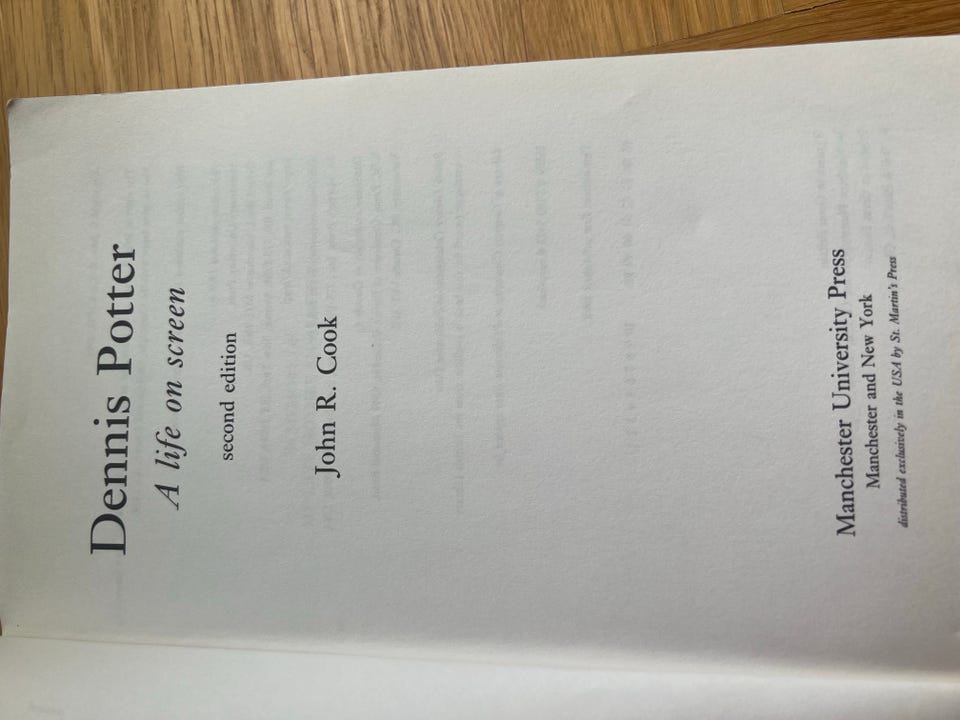 Dennis Potter
A life on screen
second edition
John R. Cook
Manchester University Press
Manchester and New York
distributed exclusively in the USA by St. Martin's Press